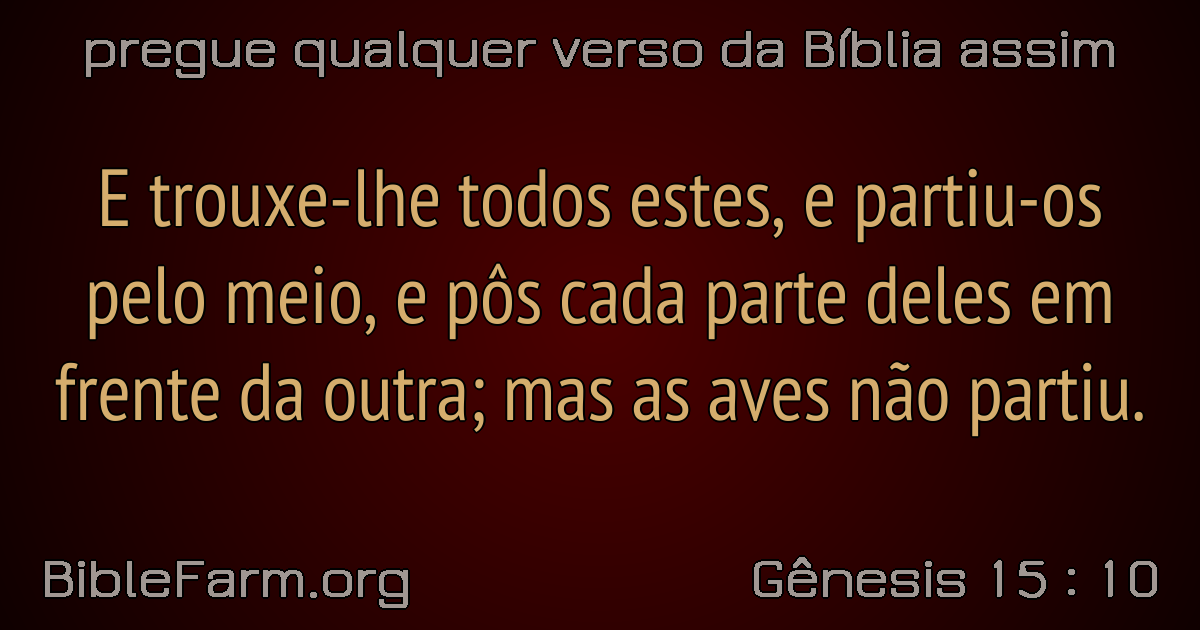 pregue qualquer verso da Bíblia assim
E trouxe-lhe todos estes, e partiu-os
pelo meio, e pôs cada parte deles em
frente da outra; mas as aves não partiu.
BibleFarm.org
Gênesis 15 : 10